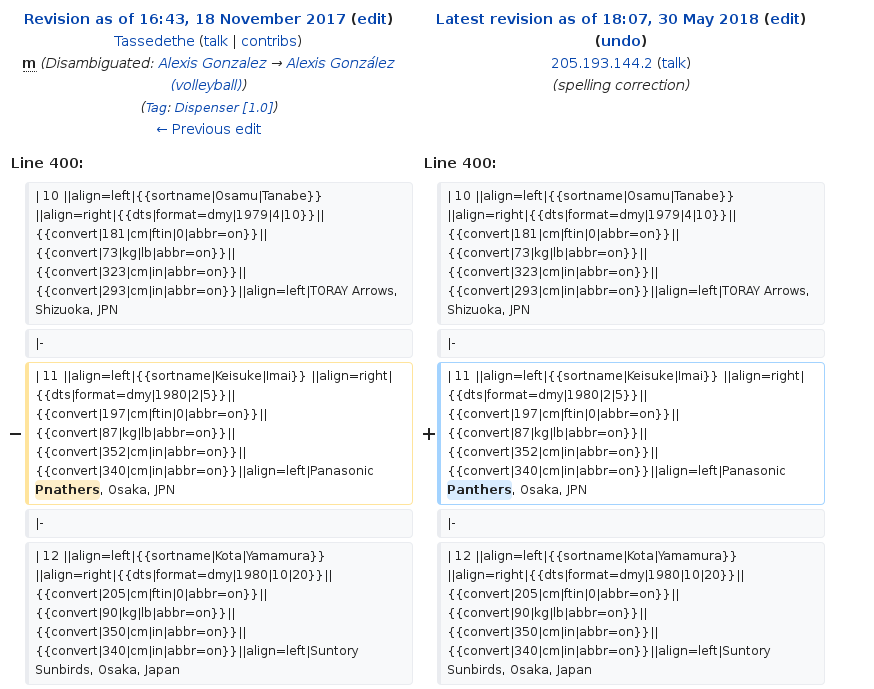 Revision as of 16:43, 18 November 2017 (edit)
Tassedethe (talk | contribs)
m (Disambiguated: Alexis Gonzalez → Alexis González
(volleyball))
(Tag: Dispenser [1.0])
← Previous edit
Latest revision as of 18:07, 30 May 2018 (edit)
(undo)
205.193.144.2 (talk)
(spelling correction)
Line 400:
Line 400:
| 10 ||align=left|{{sortname|Osamu|Tanabe}}
||align=right|{{dts|format=dmy|1979|4|10}}||
{{convert|181|cm|ftin|0|abbr=on}}||
{{convert|73|kg|lb|abbr=on}}||
{{convert|323|cm|in|abbr=on}}||
{{convert|293|cm|in|abbr=on}}||align=left|TORAY Arrows,
Shizuoka, JPN
| 10 ||align=left|{{sortname|Osamu|Tanabe}}
||align=right|{{dts|format=dmy|1979|4|10}}||
{{convert|181|cm|ftin|0|abbr=on}}||
{{convert|73|kg|lb|abbr=on}}||
{{convert|323|cm|in|abbr=on}}||
{{convert|293|cm|in|abbr=on}}||align=left|TORAY Arrows,
Shizuoka, JPN
|-
|-
−
| 11 ||align=left|{{sortname|Keisuke|Imai}} ||align=right|
{{dts|format=dmy|1980|2|5}}||
{{convert|197|cm|ftin|0|abbr=on}}||
{{convert|87|kg|lb|abbr=on}}||
{{convert|352|cm|in|abbr=on}}||
{{convert|340|cm|in|abbr=on}}||align=left|Panasonic
Pnathers, Osaka, JPN
+
| 11 ||align=left|{{sortname|Keisuke|Imai}} ||align=right|
{{dts|format=dmy|1980|2|5}}||
{{convert|197|cm|ftin|0|abbr=on}}||
{{convert|87|kg|lb|abbr=on}}||
{{convert|352|cm|in|abbr=on}}||
{{convert|340|cm|in|abbr=on}}||align=left|Panasonic
Panthers, Osaka, JPN
|-
|-
| 12 ||align=left|{{sortname|Kota|Yamamura}}
||align=right|{{dts|format=dmy|1980|10|20}}||
{{convert|205|cm|ftin|0|abbr=on}}||
{{convert|90|kg|lb|abbr=on}}||
{{convert|350|cm|in|abbr=on}}||
{{convert|340|cm|in|abbr=on}}||align=left|Suntory
Sunbirds, Osaka, Japan
| 12 ||align=left|{{sortname|Kota|Yamamura}}
||align=right|{{dts|format=dmy|1980|10|20}}||
{{convert|205|cm|ftin|0|abbr=on}}||
{{convert|90|kg|lb|abbr=on}}||
{{convert|350|cm|in|abbr=on}}||
{{convert|340|cm|in|abbr=on}}||align=left|Suntory
Sunbirds, Osaka, Japan